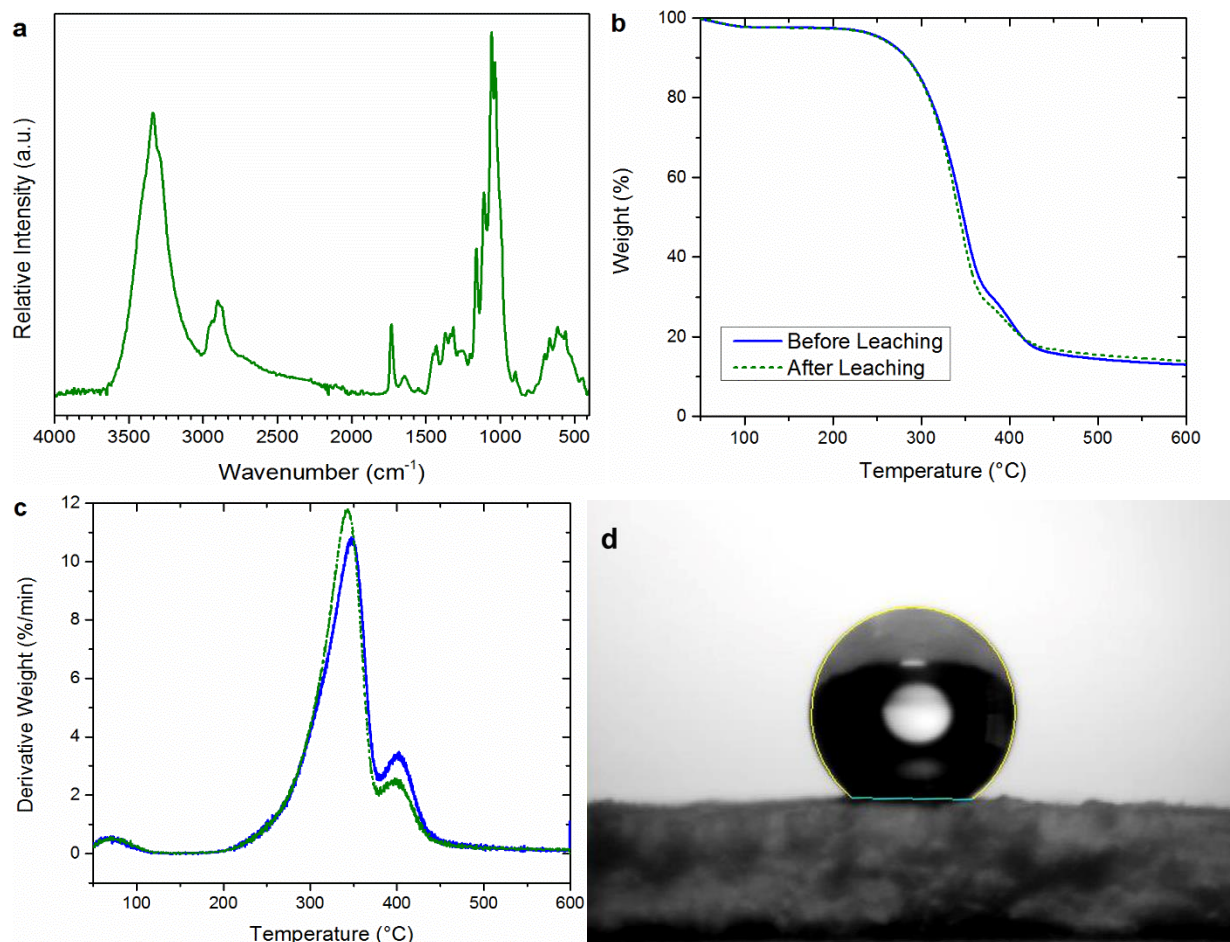 a
Relative Intensity (a.u.)
4000 3500 3000 2500 2000 1500 1000 500
Wavenumber (cm⁻¹)
b
100
80
60
40
20
0
Weight (%)
Before Leaching
After Leaching
100 200 300 400 500 600
Temperature (°C)
c
12
10
8
6
4
2
0
Derivative Weight (%/min)
100 200 300 400 500 600
Temperature (°C)
d